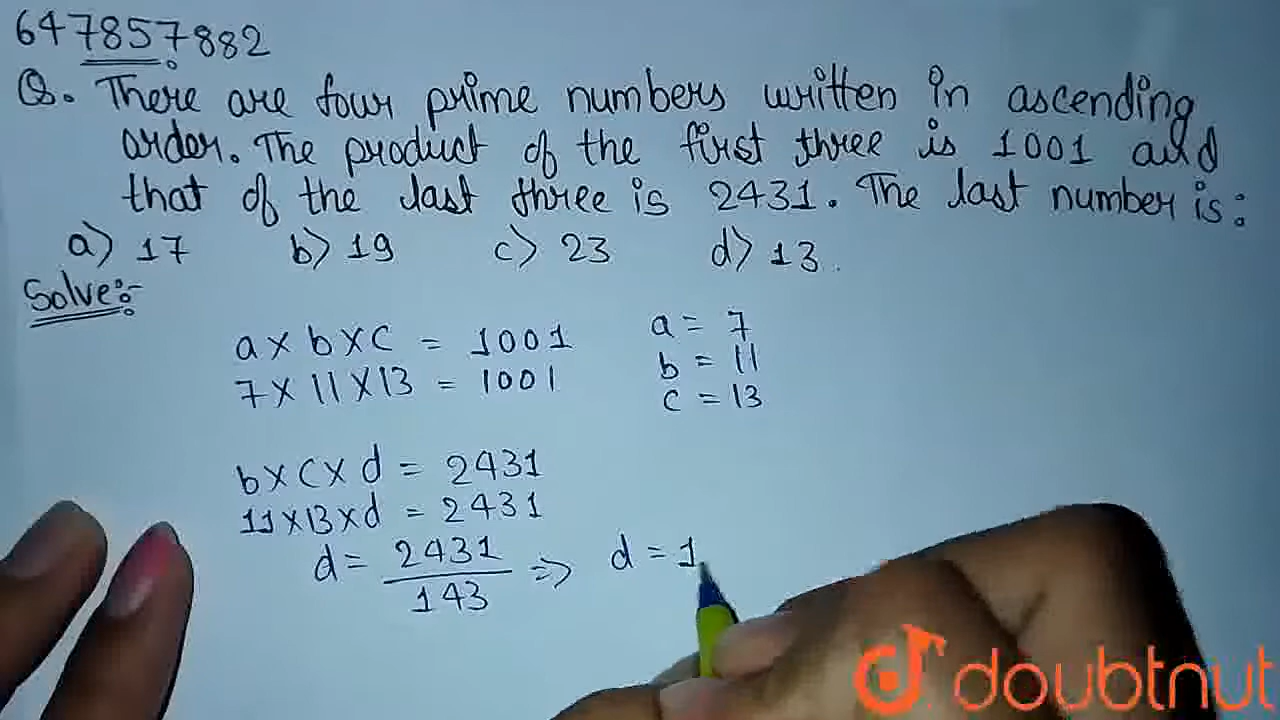 647857882
Q. There are four prime numbers written in ascending
order. The product of the first three is 1001 and
that of the last three is 2431. The last number is:
a) 17 b) 19 c) 23 d) 13.
Solve:-
a × b × c = 1001 a = 7
7 × 11 × 13 = 1001 b = 11
c = 13
b × c × d = 2431
11 × 13 × d = 2431
d = 2431/143 => d = 1
doubtnut